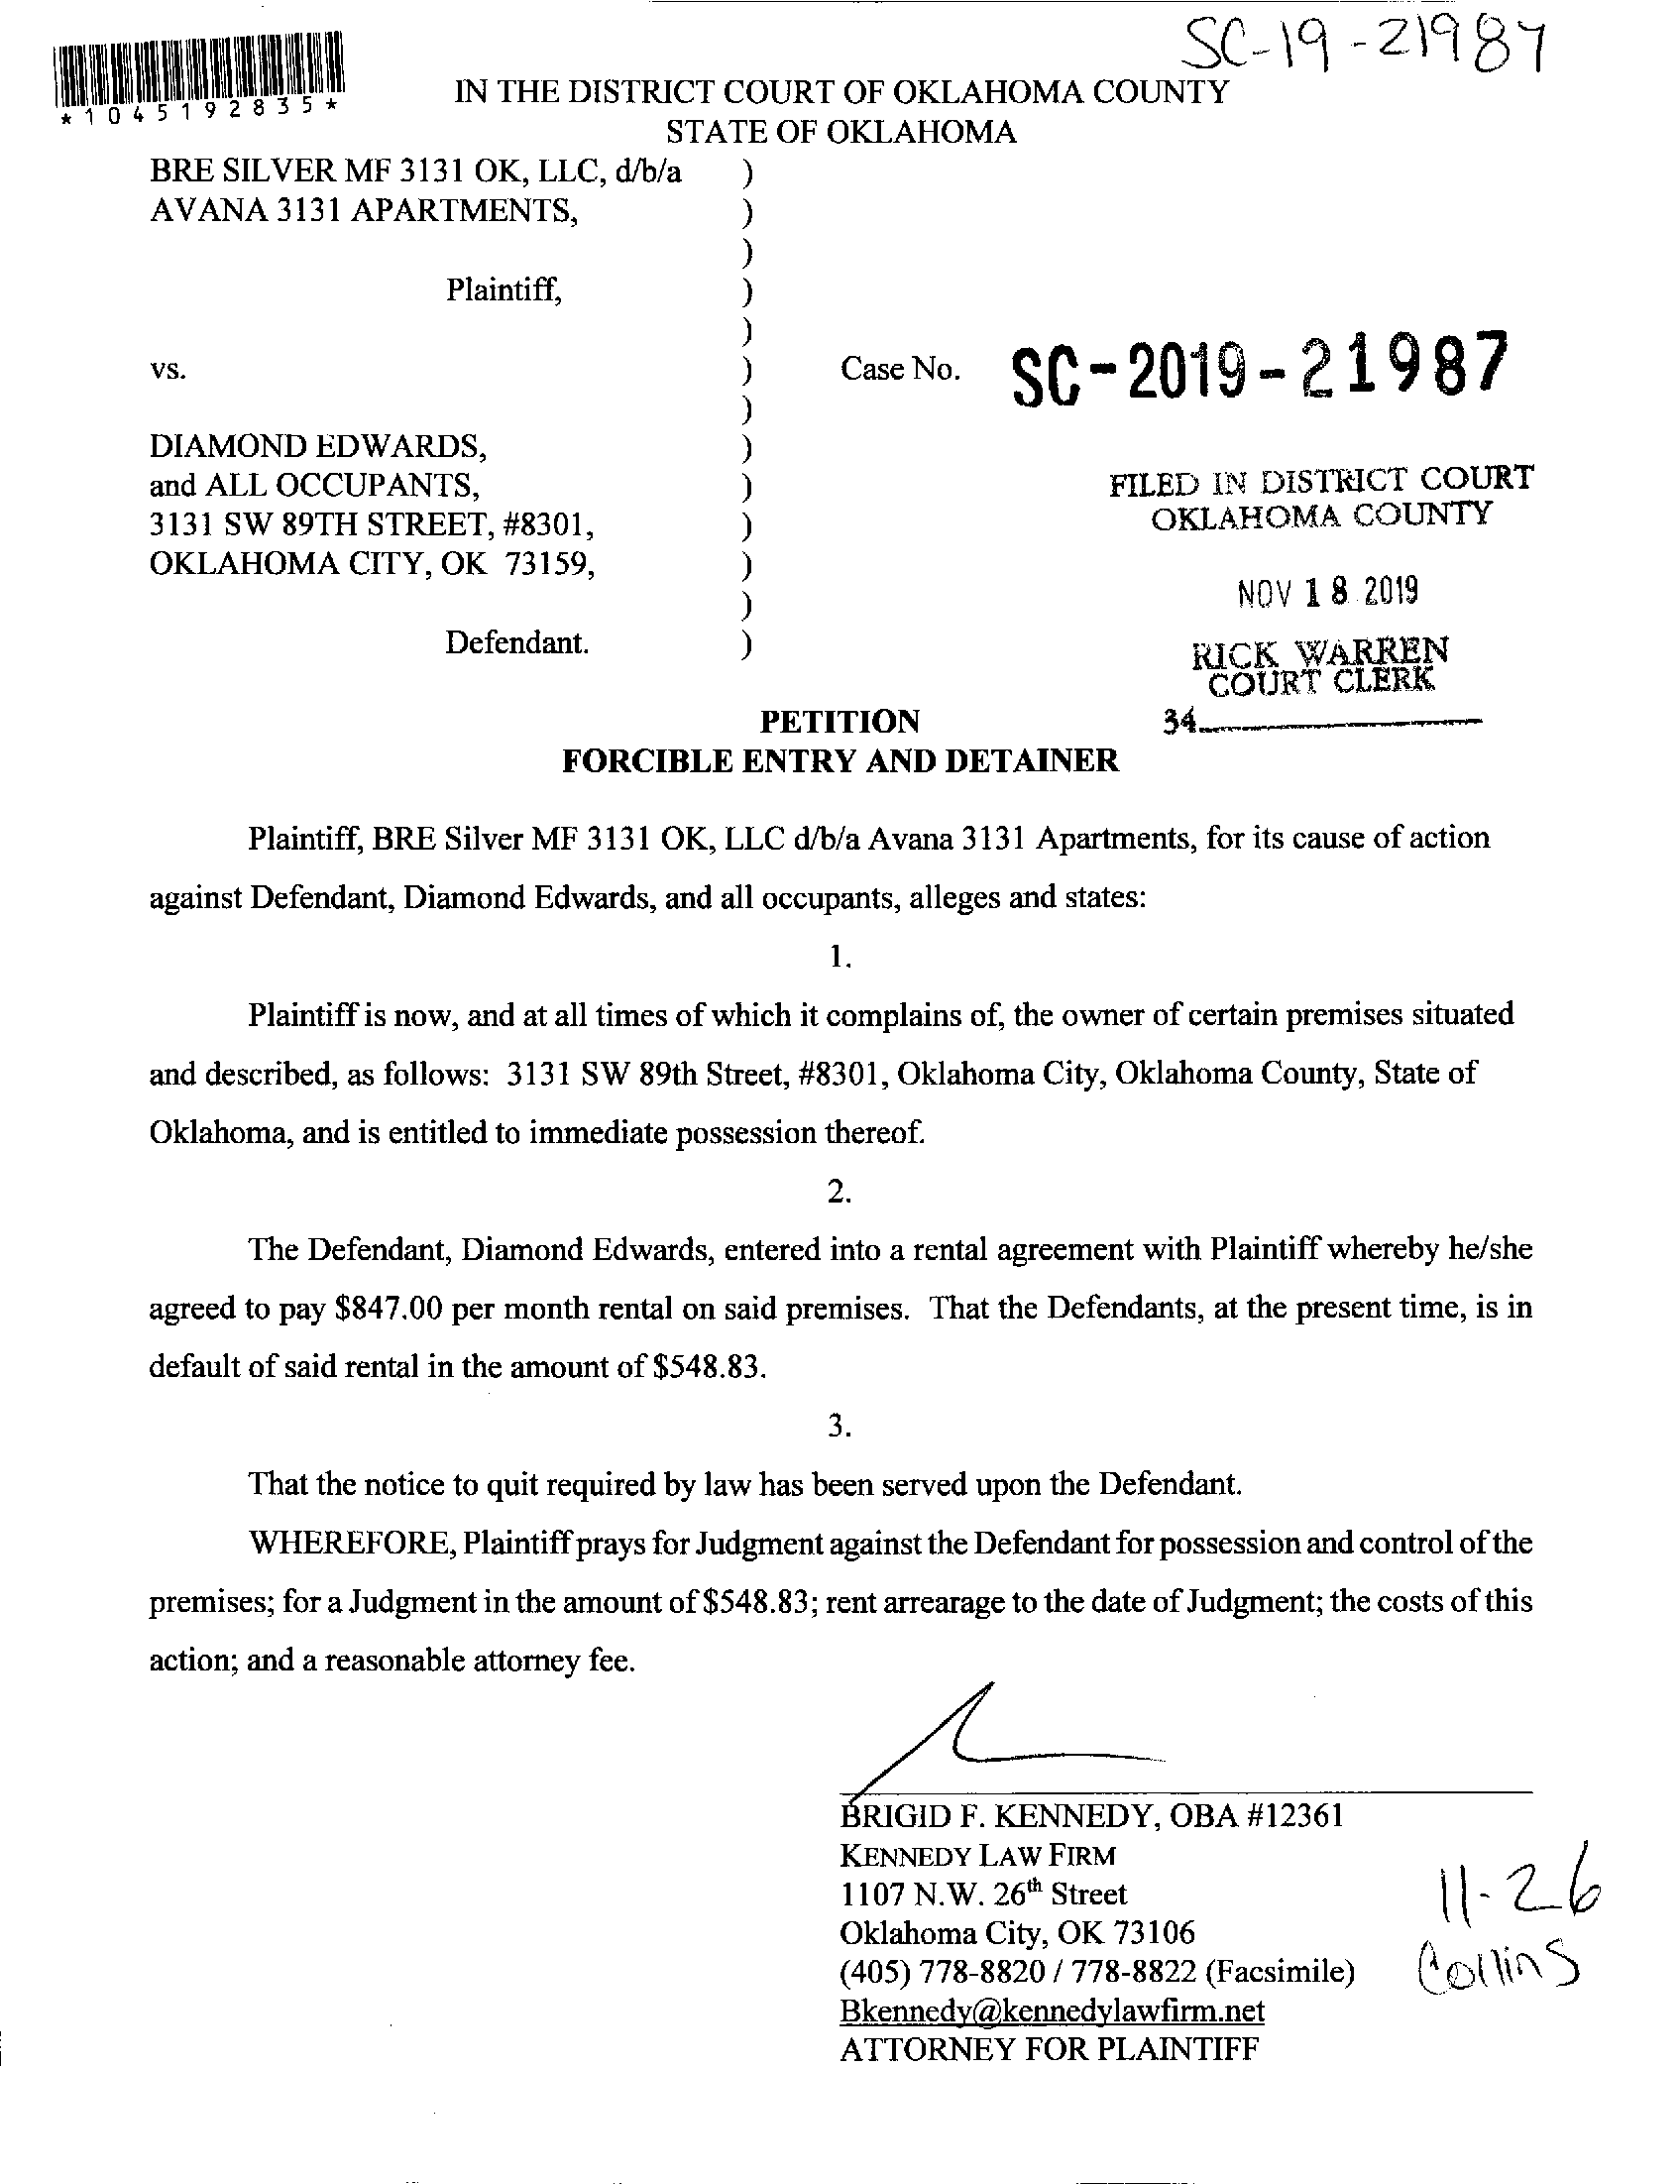 SC-19-21987
*1045192835*
IN THE DISTRICT COURT OF OKLAHOMA COUNTY
STATE OF OKLAHOMA
BRE SILVER MF 3131 OK, LLC, d/b/a )
AVANA 3131 APARTMENTS, )
)
Plaintiff, )
)
vs. ) Case No. SC-2019-21987
)
DIAMOND EDWARDS, )
and ALL OCCUPANTS, )
3131 SW 89TH STREET, #8301, )
OKLAHOMA CITY, OK 73159, )
)
Defendant. )
FILED IN DISTRICT COURT
OKLAHOMA COUNTY
NOV 18 2019
RICK WARREN
COURT CLERK
34
PETITION
FORCIBLE ENTRY AND DETAINER
Plaintiff, BRE Silver MF 3131 OK, LLC d/b/a Avana 3131 Apartments, for its cause of action
against Defendant, Diamond Edwards, and all occupants, alleges and states:
1.
Plaintiff is now, and at all times of which it complains of, the owner of certain premises situated
and described, as follows: 3131 SW 89th Street, #8301, Oklahoma City, Oklahoma County, State of
Oklahoma, and is entitled to immediate possession thereof.
2.
The Defendant, Diamond Edwards, entered into a rental agreement with Plaintiff whereby he/she
agreed to pay $847.00 per month rental on said premises. That the Defendants, at the present time, is in
default of said rental in the amount of $548.83.
3.
That the notice to quit required by law has been served upon the Defendant.
WHEREFORE, Plaintiff prays for Judgment against the Defendant for possession and control of the
premises; for a Judgment in the amount of $548.83; rent arrearage to the date of Judgment; the costs of this
action; and a reasonable attorney fee.
BRIGID F. KENNEDY, OBA #12361
KENNEDY LAW FIRM
1107 N.W. 26th Street
Oklahoma City, OK 73106
(405) 778-8820 / 778-8822 (Facsimile)
Bkennedy@kennedylawfirm.net
ATTORNEY FOR PLAINTIFF
11-26
Collins